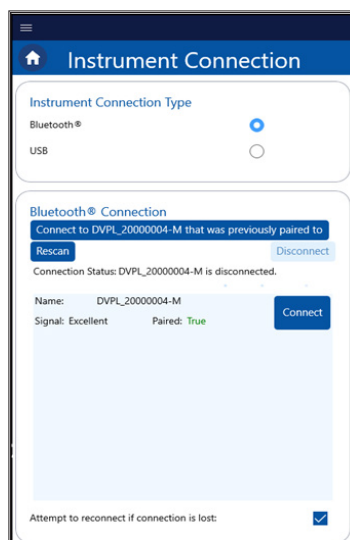 Instrument Connection
Instrument Connection Type
Bluetooth®
USB
Bluetooth® Connection
Connect to DVPL_20000004-M that was previously paired to
Rescan
Disconnect
Connection Status: DVPL_20000004-M is disconnected.
Name: DVPL_20000004-M
Signal: Excellent Paired: True
Connect
Attempt to reconnect if connection is lost: